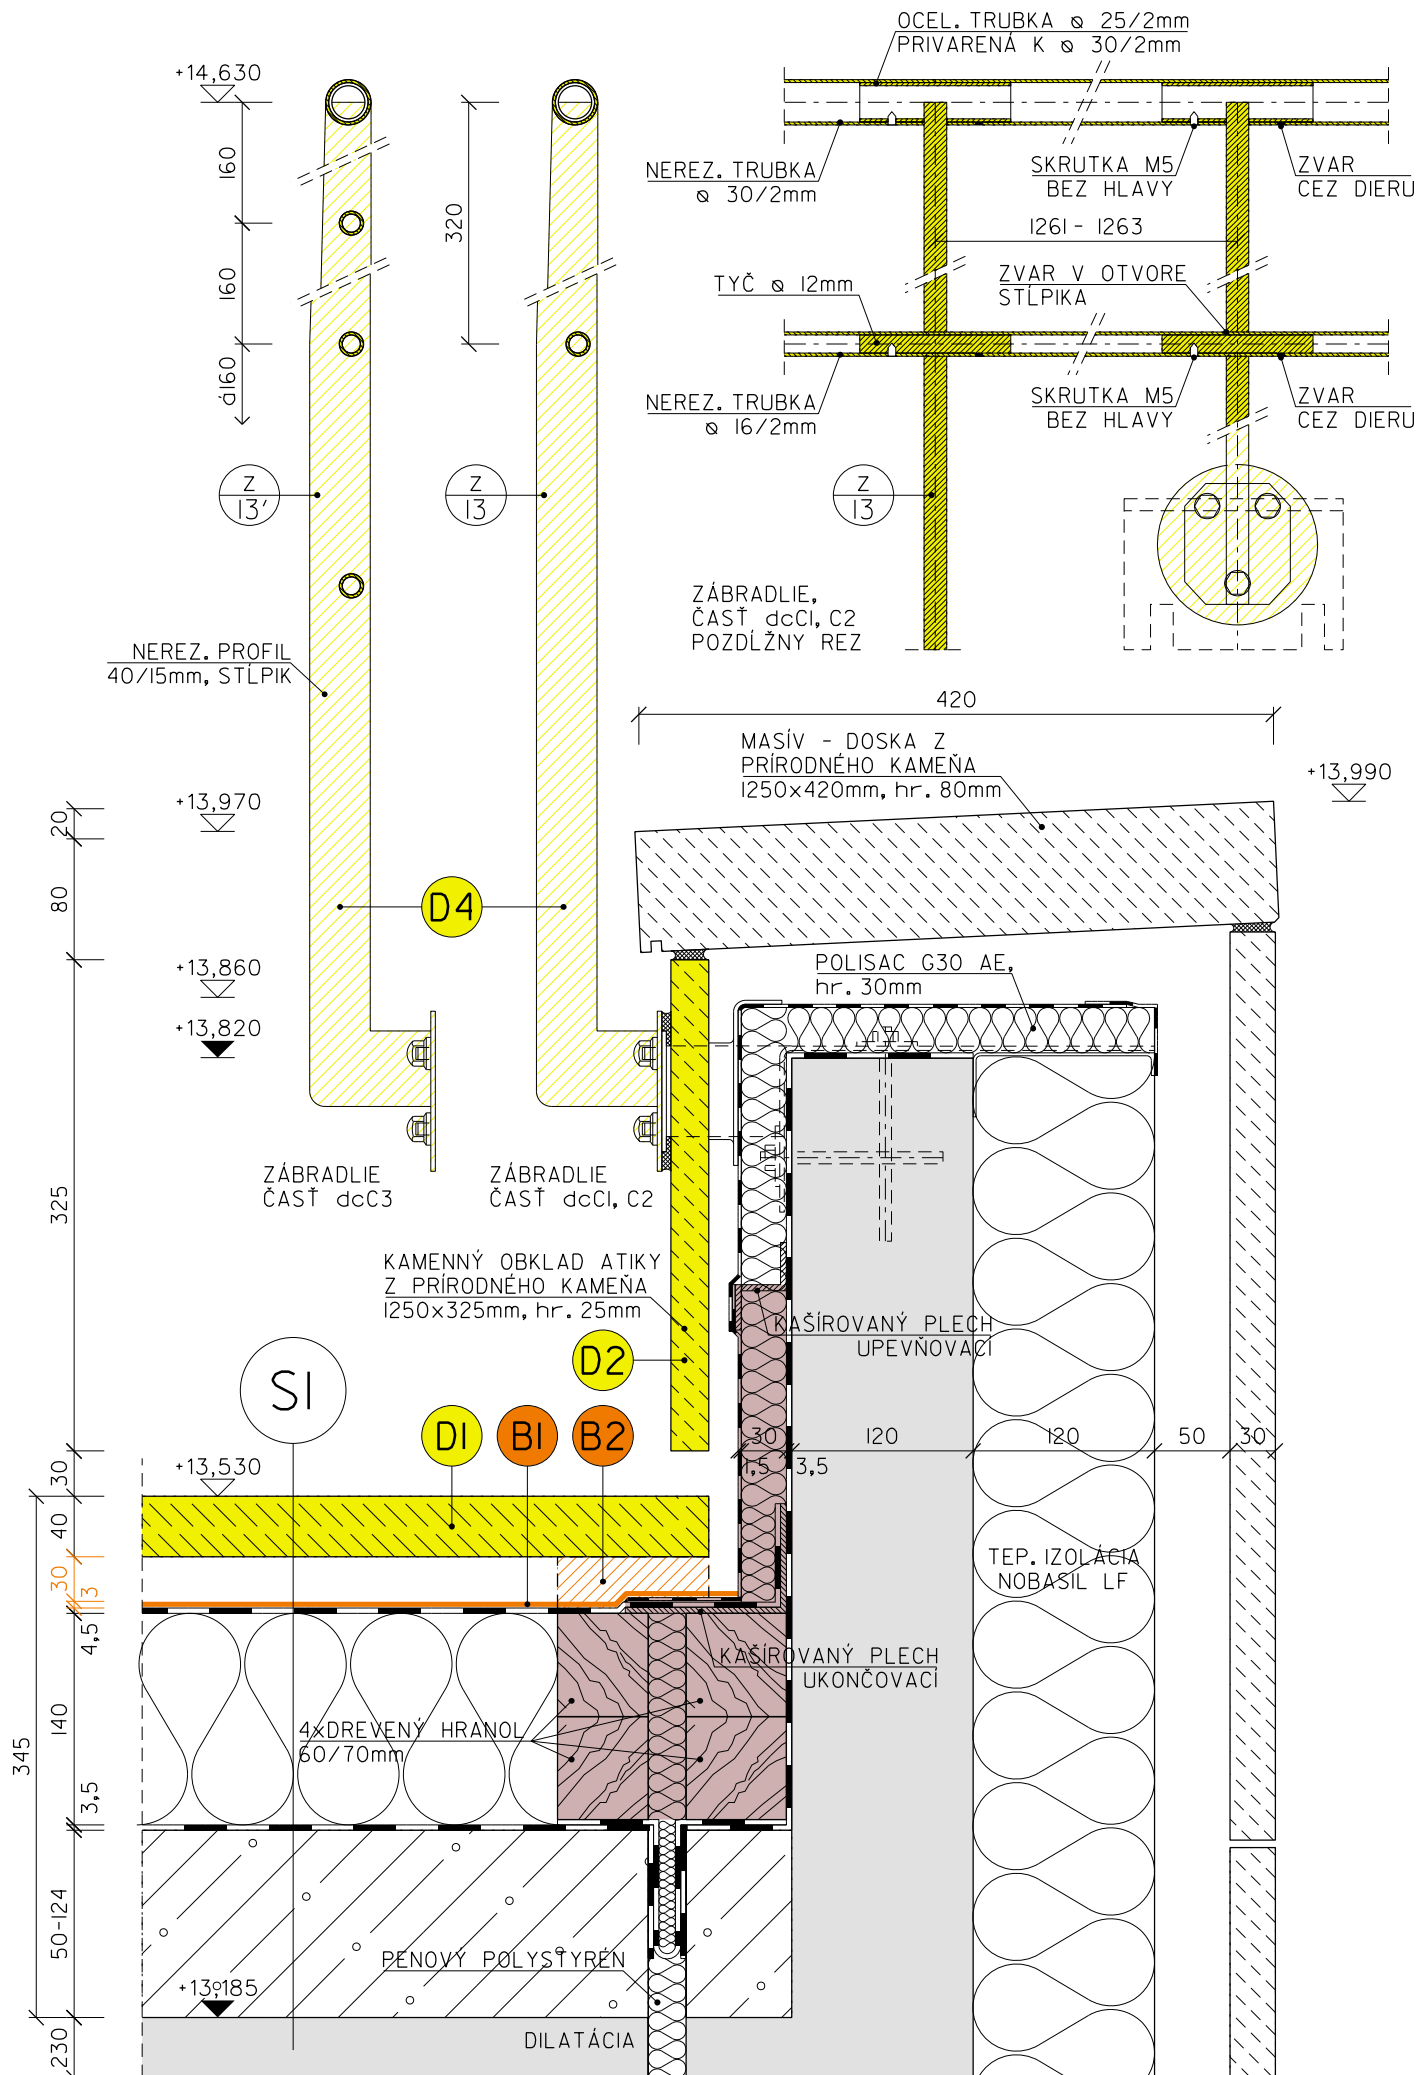 OCEL. TRUBKA ⌀ 25/2mm
PRIVARENÁ K ⌀ 30/2mm
+14,630
160
160
á160
320
NEREZ. TRUBKA
⌀ 30/2mm
SKRUTKA M5
BEZ HLAVY
ZVAR
CEZ DIERU
1261 - 1263
TYČ ⌀ 12mm
ZVAR V OTVORE
STĹPIKA
NEREZ. TRUBKA
⌀ 16/2mm
SKRUTKA M5
BEZ HLAVY
ZVAR
CEZ DIERU
Z
13'
Z
13
Z
13
ZÁBRADLIE,
ČASŤ dcC1, C2
POZDĹŽNY REZ
NEREZ. PROFIL
40/15mm, STĹPIK
420
MASÍV - DOSKA Z
PRÍRODNÉHO KAMEŇA
1250x420mm, hr. 80mm
+13,990
+13,970
20
80
D4
+13,860
+13,820
POLISAC G30 AE,
hr. 30mm
ZÁBRADLIE
ČASŤ dcC3
ZÁBRADLIE
ČASŤ dcC1, C2
325
KAMENNÝ OBKLAD ATIKY
Z PRÍRODNÉHO KAMEŇA
1250x325mm, hr. 25mm
KAŠÍROVANÝ PLECH
UPEVŇOVACÍ
D2
S1
D1
B1
B2
30
120
120
50
30
1,5
3,5
+13,530
30
40
30
3
4,5
TEP. IZOLÁCIA
NOBASIL LF
KAŠÍROVANÝ PLECH
UKONČOVACÍ
4xDREVENÝ HRANOL
60/70mm
140
345
3,5
50-124
PENOVÝ POLYSTYRÉN
+13,185
DILATÁCIA
230